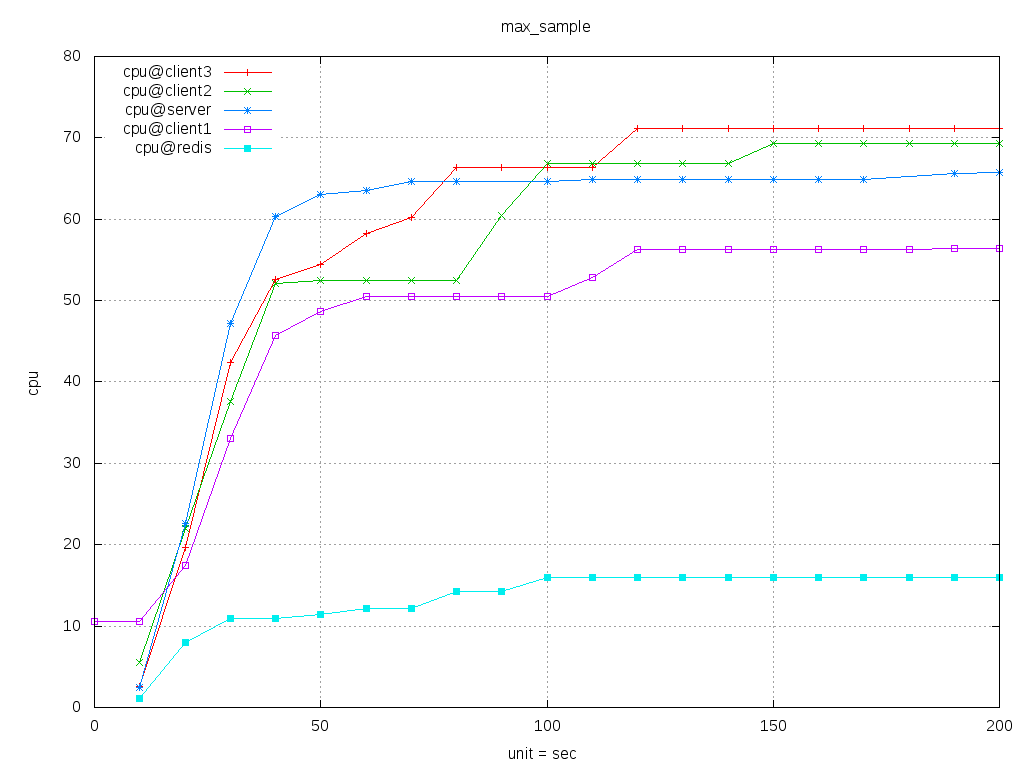 max_sample
80
70
60
50
40
30
20
10
0
cpu
cpu@client3
cpu@client2
cpu@server
cpu@client1
cpu@redis
0 50 100 150 200
unit = sec